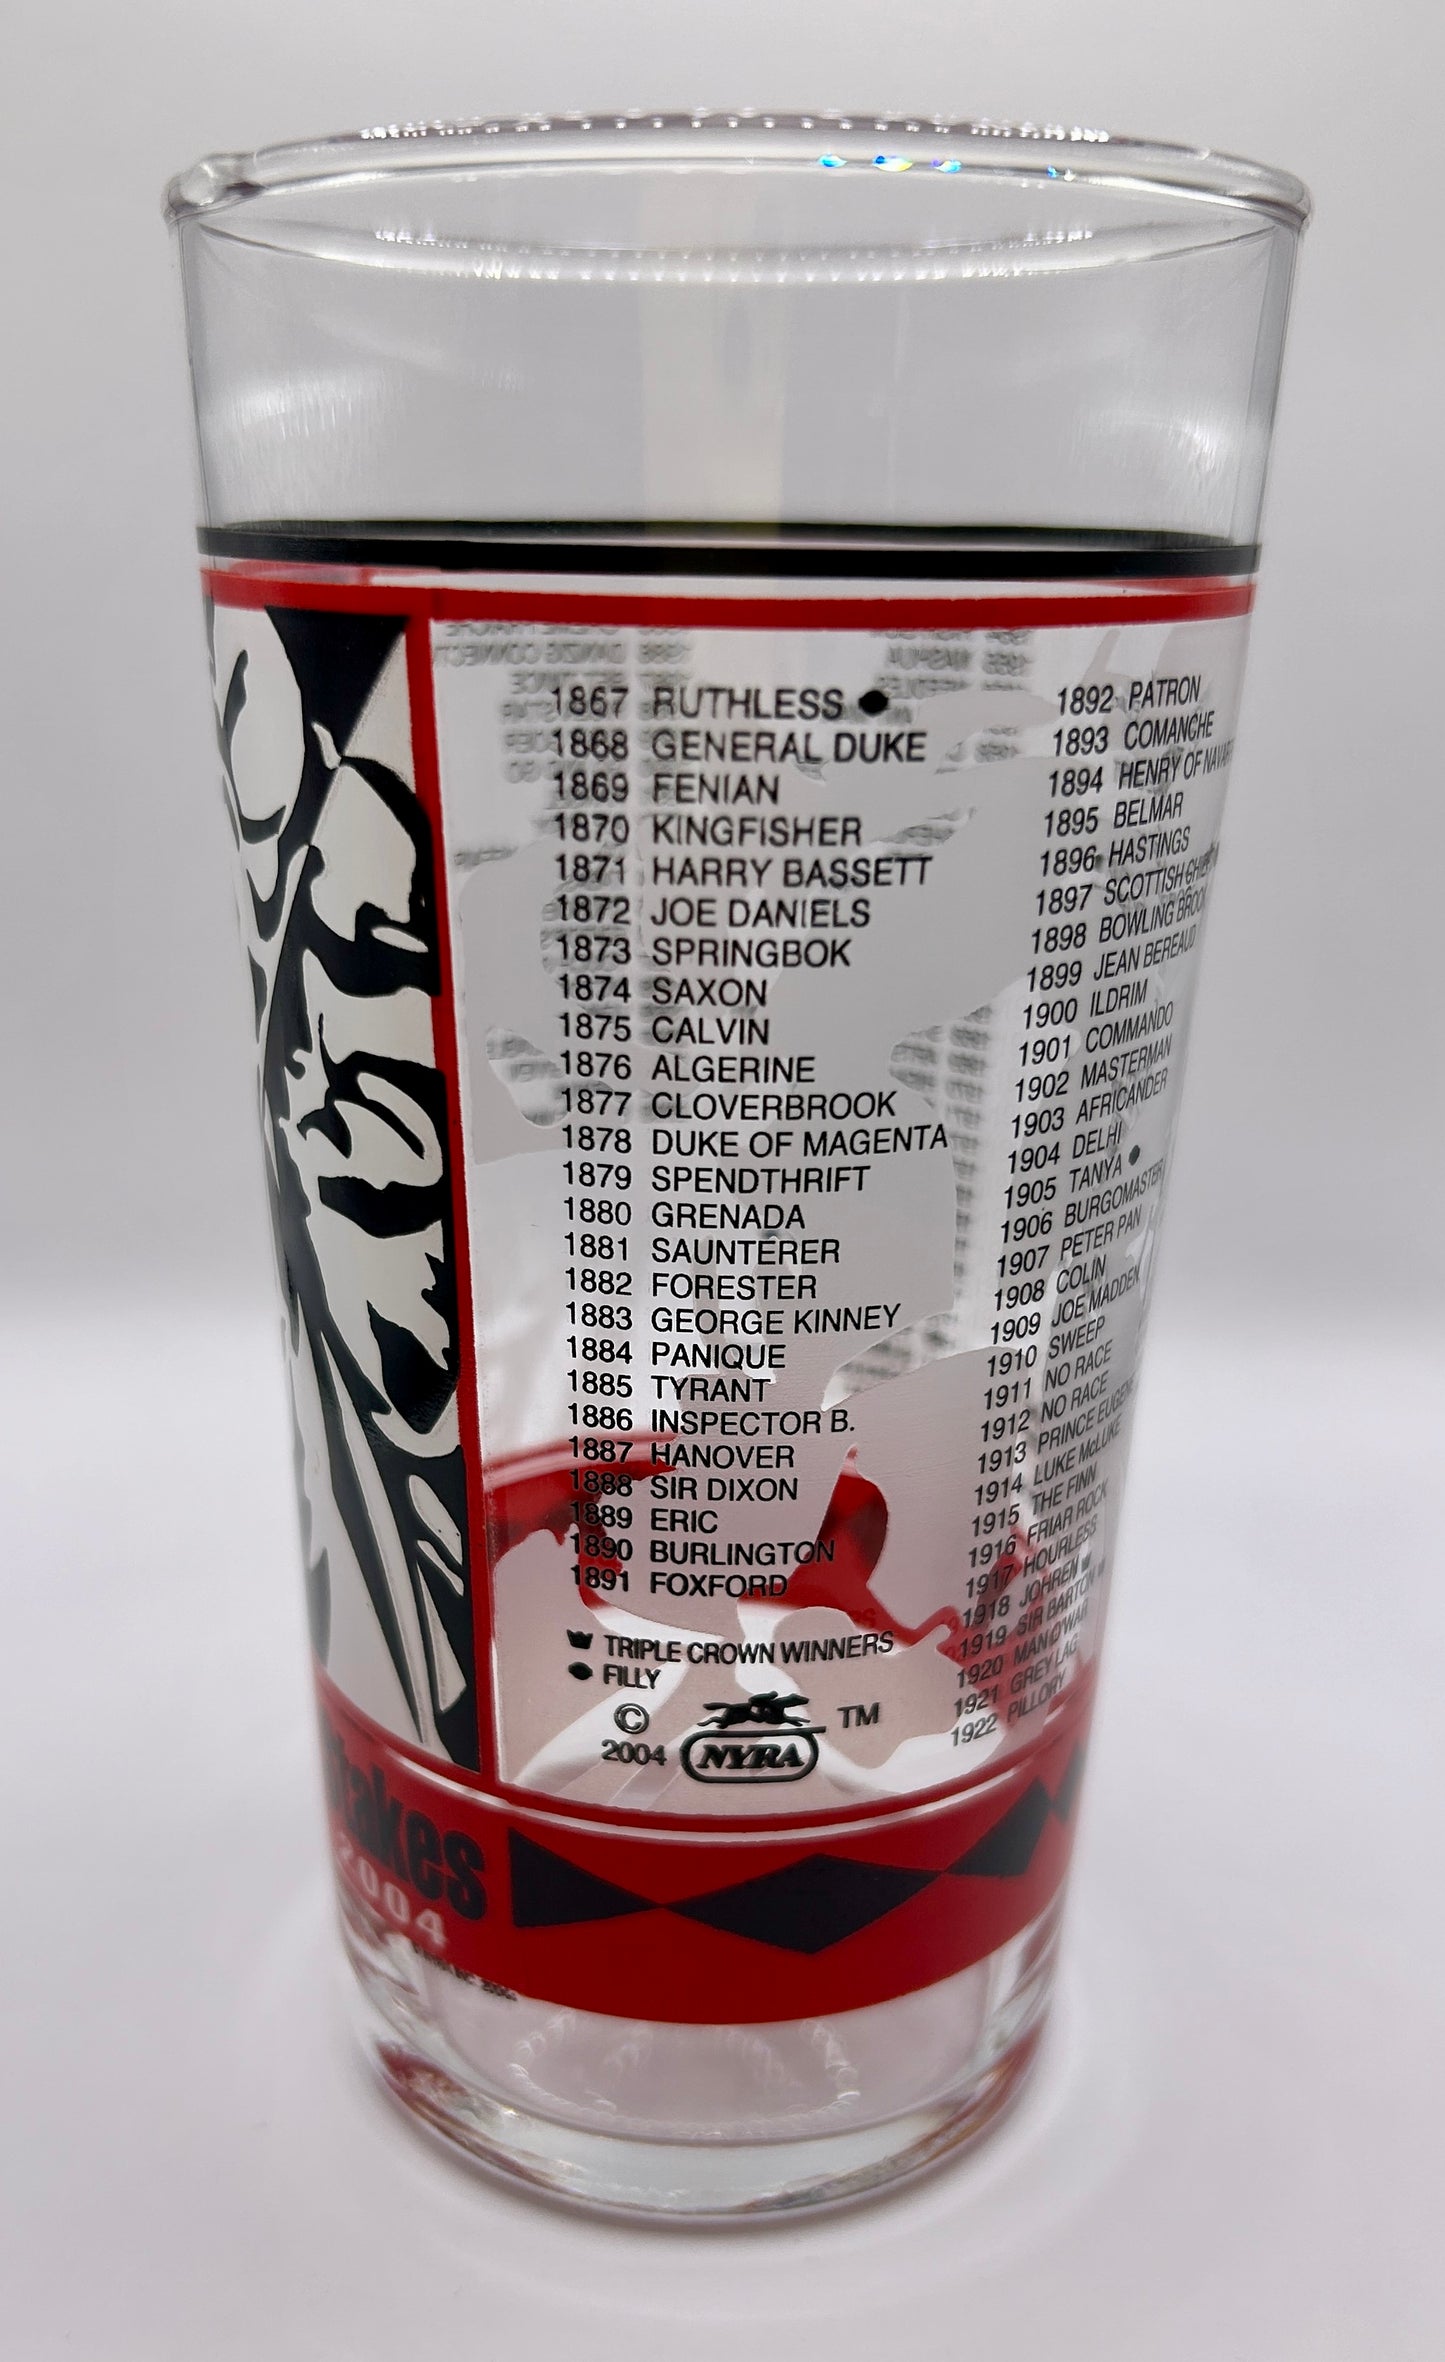 1867 RUTHLESS
1868 GENERAL DUKE
1869 FENIAN
1870 KINGFISHER
1871 HARRY BASSETT
1872 JOE DANIELS
1873 SPRINGBOK
1874 SAXON
1875 CALVIN
1876 ALGERINE
1877 CLOVERBROOK
1878 DUKE OF MAGENTA
1879 SPENDTHRIFT
1880 GRENADA
1881 SAUNTERER
1882 FORESTER
1883 GEORGE KINNEY
1884 PANIQUE
1885 TYRANT
1886 INSPECTOR B.
1887 HANOVER
1888 SIR DIXON
1889 ERIC
1890 BURLINGTON
1891 FOXFORD
TRIPLE CROWN WINNERS
FILLY
© 2004 NYRA TM
1892 PATRON
1893 COMANCHE
1894 HENRY OF
1895 BELMAR
1896 HASTINGS
1897 SCOTTISH
1898 BOWLING BROOK
1899 JEAN BEREAUD
1900 ILDRIM
1901 COMMANDO
1902 MASTERMAN
1903 AFRICANDER
1904 DELHI
1905 TANYA
1906 BURGOMASTER
1907 PETER PAN
1908 COLIN
1909 JOE MADDEN
1910 SWEEP
1911 NO RACE
1912 NO RACE
1913 PRINCE EUGENE
1914 LUKE McLUKE
1915 THE FINN
1916 FRIAR ROCK
1917 HOURLESS
1918 JOHREN
1919 SIR BARTON
1920 MAN O'WAR
1921 GREY LAG
1922 PILLORY
takes
2004